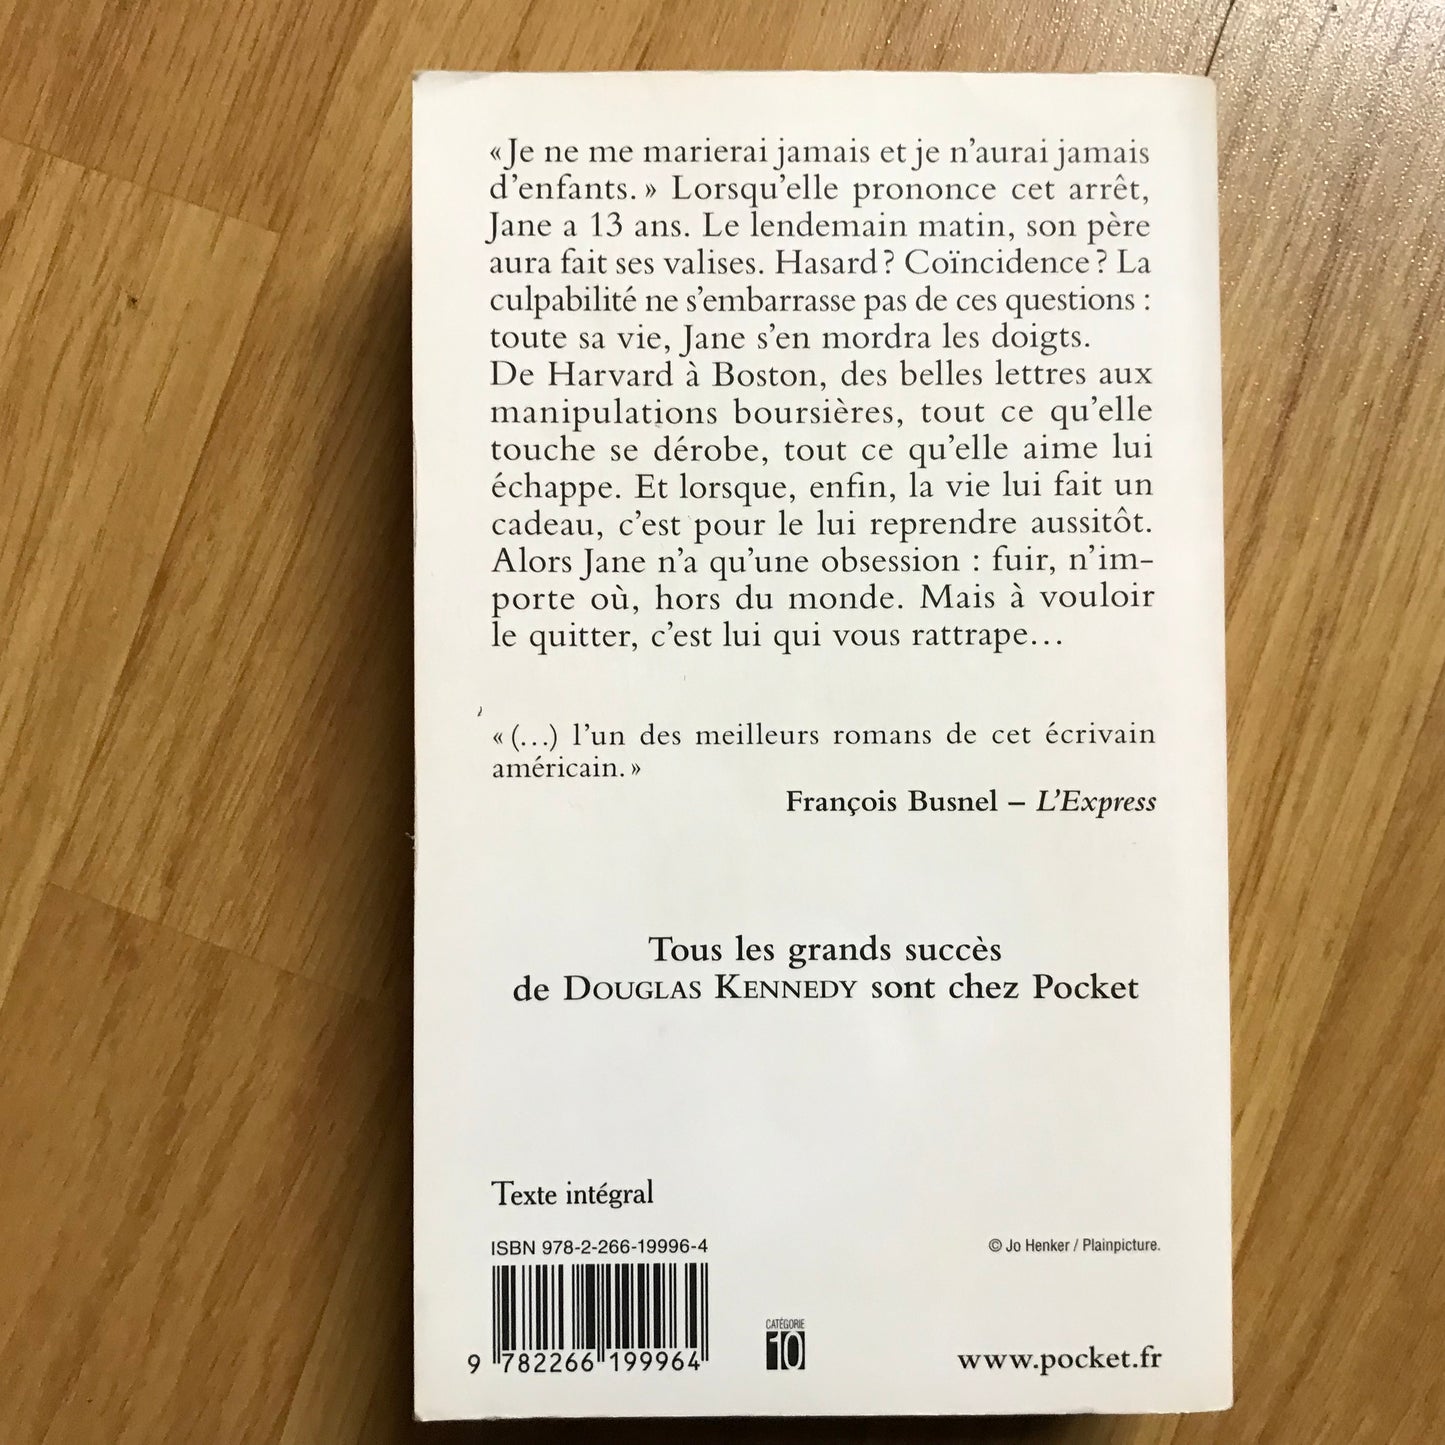 « Je ne me marierai jamais et je n’aurai jamais
d’enfants. » Lorsqu’elle prononce cet arrêt,
Jane a 13 ans. Le lendemain matin, son père
aura fait ses valises. Hasard ? Coïncidence ? La
culpabilité ne s’embarrasse pas de ces questions :
toute sa vie, Jane s’en mordra les doigts.
De Harvard à Boston, des belles lettres aux
manipulations boursières, tout ce qu’elle
touche se dérobe, tout ce qu’elle aime lui
échappe. Et lorsque, enfin, la vie lui fait un
cadeau, c’est pour le lui reprendre aussitôt.
Alors Jane n’a qu’une obsession : fuir, n’im-
porte où, hors du monde. Mais à vouloir
le quitter, c’est lui qui vous rattrape…
« (…) l’un des meilleurs romans de cet écrivain
américain. »
François Busnel – L’Express
Tous les grands succès
de DOUGLAS KENNEDY sont chez Pocket
Texte intégral
ISBN 978-2-266-19996-4
© Jo Henker / Plainpicture.
9 782266 199964
CATÉGORIE
10
www.pocket.fr